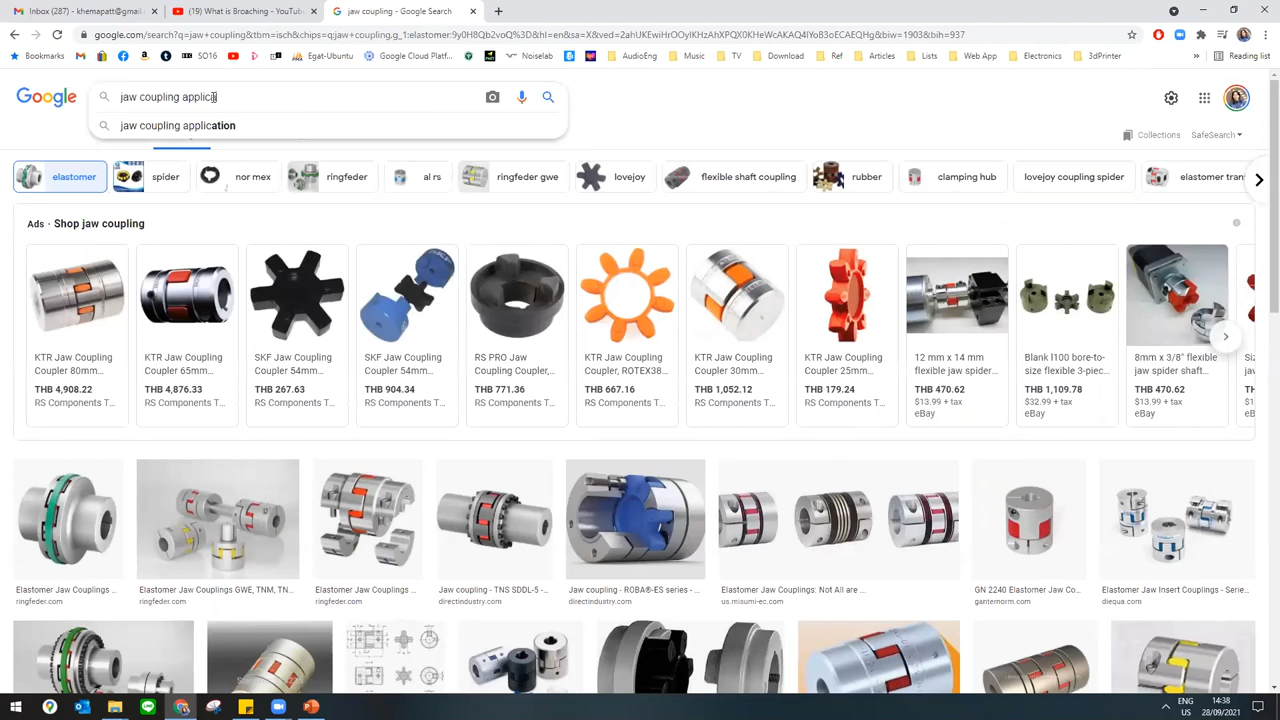 Inbox (287) - khemapatt@gmail.c
(19) What is Broaching - YouTub
jaw coupling - Google Search
google.com/search?q=jaw+coupling&tbm=isch&chips=q:jaw+coupling,g_1:elastomer:9y0H8Qb2voQ%3D&hl=en&sa=X&ved=2ahUKEwiHrOOyIKHzAhXPQX0KHeWcAKAQ4lYoB3oECAEQHg&biw=1903&bih=937
Bookmarks
M
SO16
Egat-Ubuntu
Google Cloud Platf...
Noiselab
AudioEng
Music
TV
Download
Ref
Articles
Lists
Web
Electronics
3dPrinter
Reading list
Google
jaw coupling applic
jaw coupling application
Collections
SafeSearch
elastomer
spider
nor mex
ringfeder
al rs
ringfeder gwe
lovejoy
flexible shaft coupling
rubber
clamping hub
lovejoy coupling spider
elastomer tran
Ads · Shop jaw coupling
KTR Jaw Coupling
Coupler 80mm...
THB 4,908.22
RS Components T...
KTR Jaw Coupling
Coupler 65mm...
THB 4,876.33
RS Components T...
SKF Jaw Coupling
Coupler 54mm...
THB 267.63
RS Components T...
SKF Jaw Coupling
Coupler 54mm...
THB 904.34
RS Components T...
RS PRO Jaw
Coupling Coupler,...
THB 771.36
RS Components T...
KTR Jaw Coupling
Coupler, ROTEX38...
THB 667.16
RS Components T...
KTR Jaw Coupling
Coupler 30mm...
THB 1,052.12
RS Components T...
KTR Jaw Coupling
Coupler 25mm...
THB 179.24
RS Components T...
12 mm x 14 mm
flexible jaw spider...
THB 470.62
$13.99 + tax
eBay
Blank l100 bore-to-
size flexible 3-piec...
THB 1,109.78
$32.99 + tax
eBay
8mm x 3/8" flexible
jaw spider shaft...
THB 470.62
$13.99 + tax
eBay
Elastomer Jaw Couplings ...
ringfeder.com
Elastomer Jaw Couplings GWE, TNM, TN...
ringfeder.com
Elastomer Jaw Couplings ...
ringfeder.com
Jaw coupling - TNS SDDL-5 -...
directindustry.com
Jaw coupling - ROBA®-ES series - ...
directindustry.com
Elastomer Jaw Couplings: Not All are ...
us.misumi-ec.com
GN 2240 Elastomer Jaw Co...
ganternorm.com
Elastomer Jaw Insert Couplings - Serie...
diequa.com
ENG
US
14:38
28/09/2021